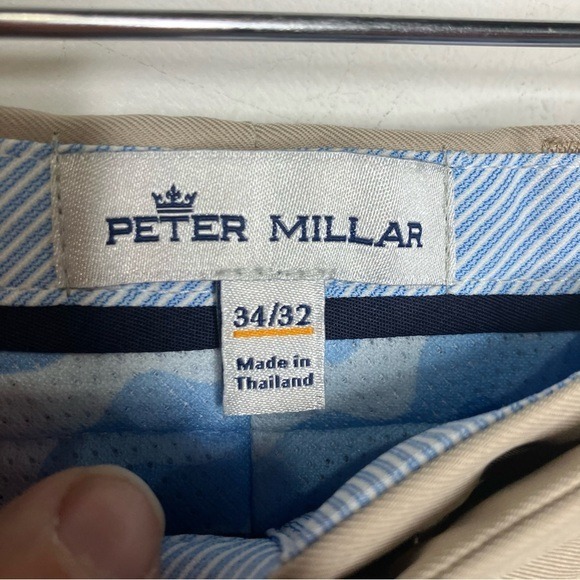 PETER MILLAR
34/32
Made in
Thailand